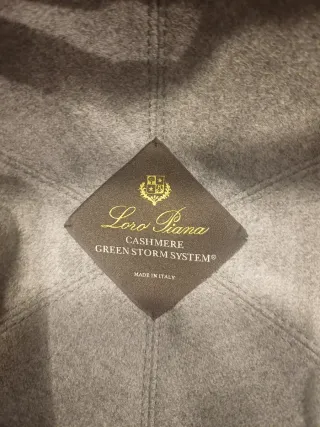 Loro Piana
CASHMERE
GREEN STORM SYSTEM®
MADE IN ITALY